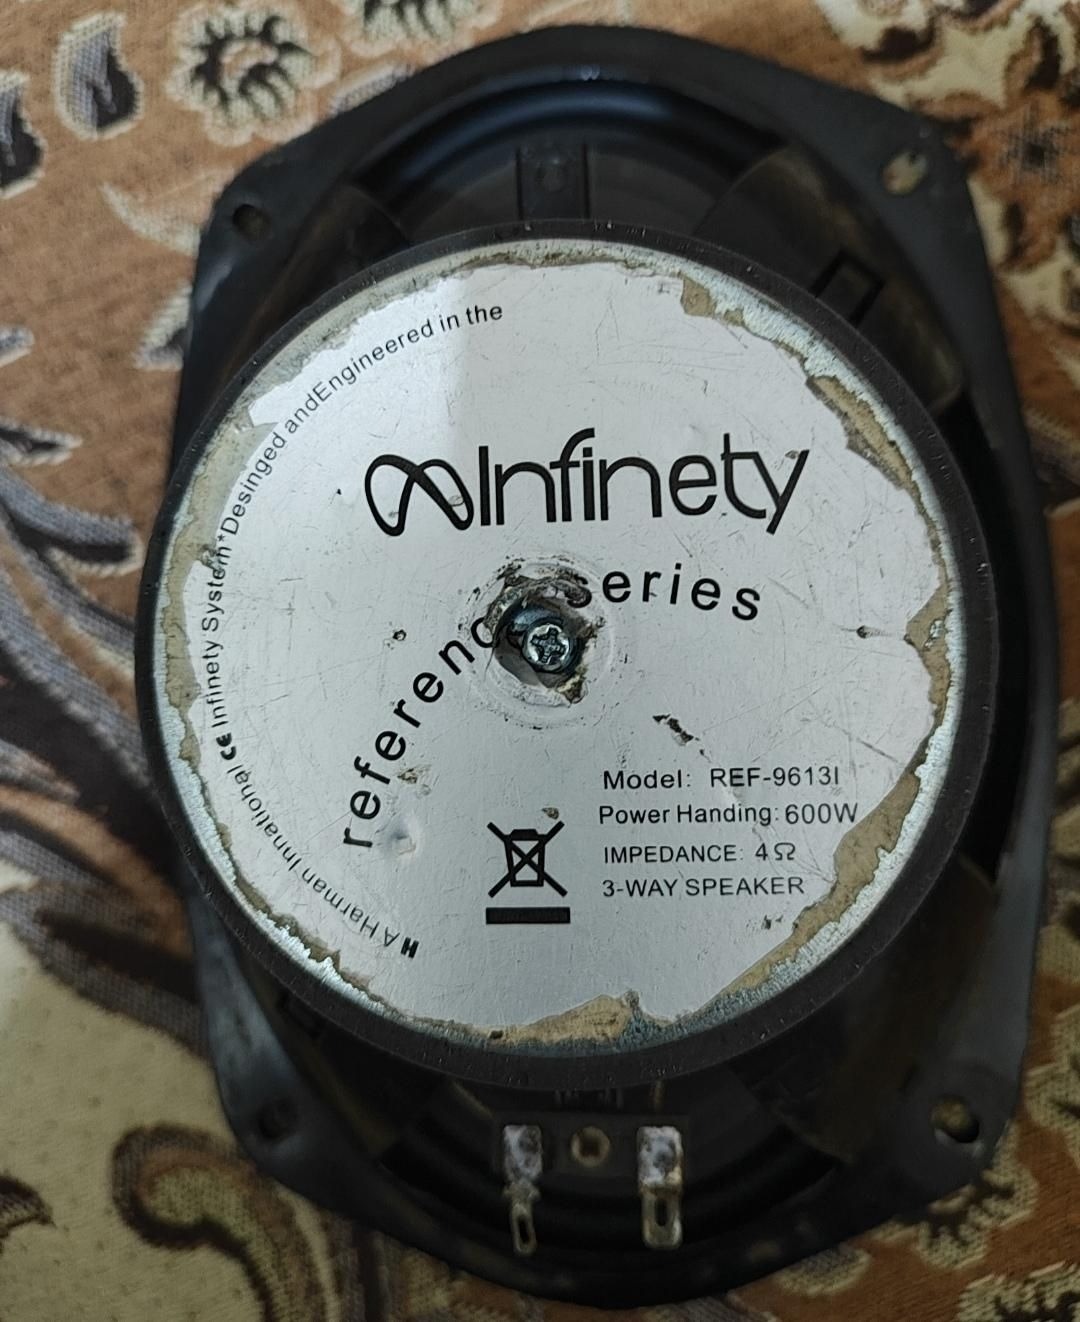 Infinety
reference series
Model: REF-9613I
Power Handing: 600W
IMPEDANCE: 4Ω
3-WAY SPEAKER
H A Harman Innational CE Infinety System*Desinged andEngineered in the